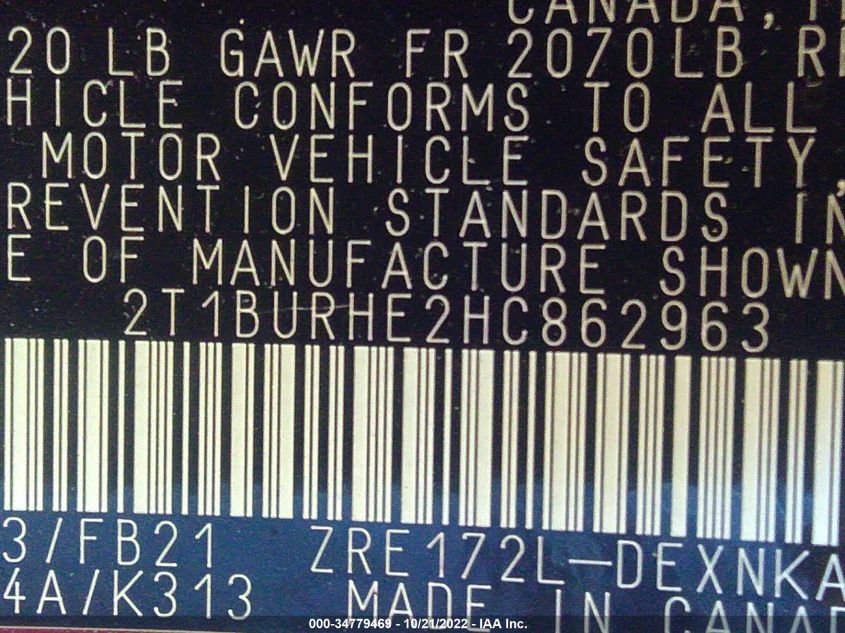 CANADA,
20 LB GAWR FR 2070LB R
HICLE CONFORMS TO ALL
MOTOR VEHICLE SAFETY,
REVENTION STANDARDS IN
E OF MANUFACTURE SHOWN
2T1BURHE2HC862963
3/FB21 ZRE172L-DEXNKA
4A/K313 MADE IN CANAD
000-34779469 - 10/21/2022 - IAA Inc.